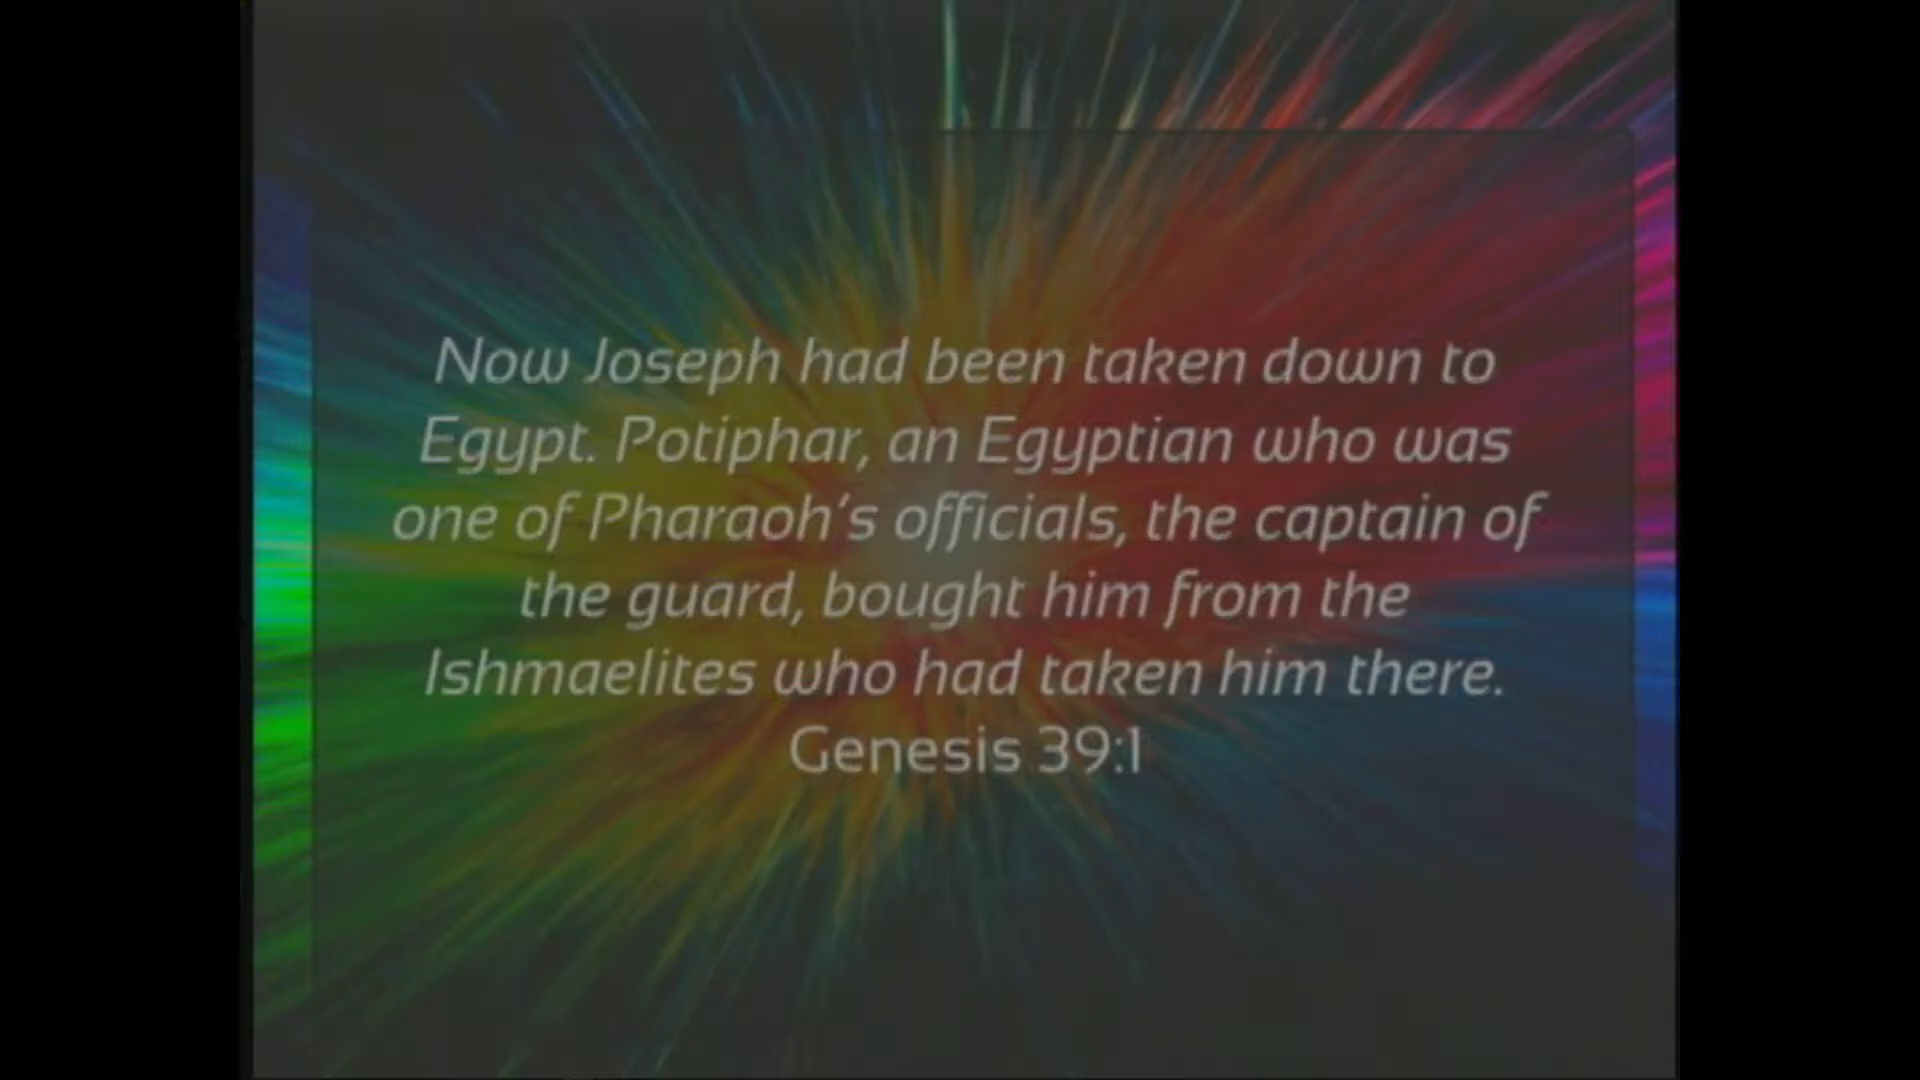 Now Joseph had been taken down to
Egypt. Potiphar, an Egyptian who was
one of Pharaoh's officials, the captain of
the guard, bought him from the
Ishmaelites who had taken him there.
Genesis 39:1